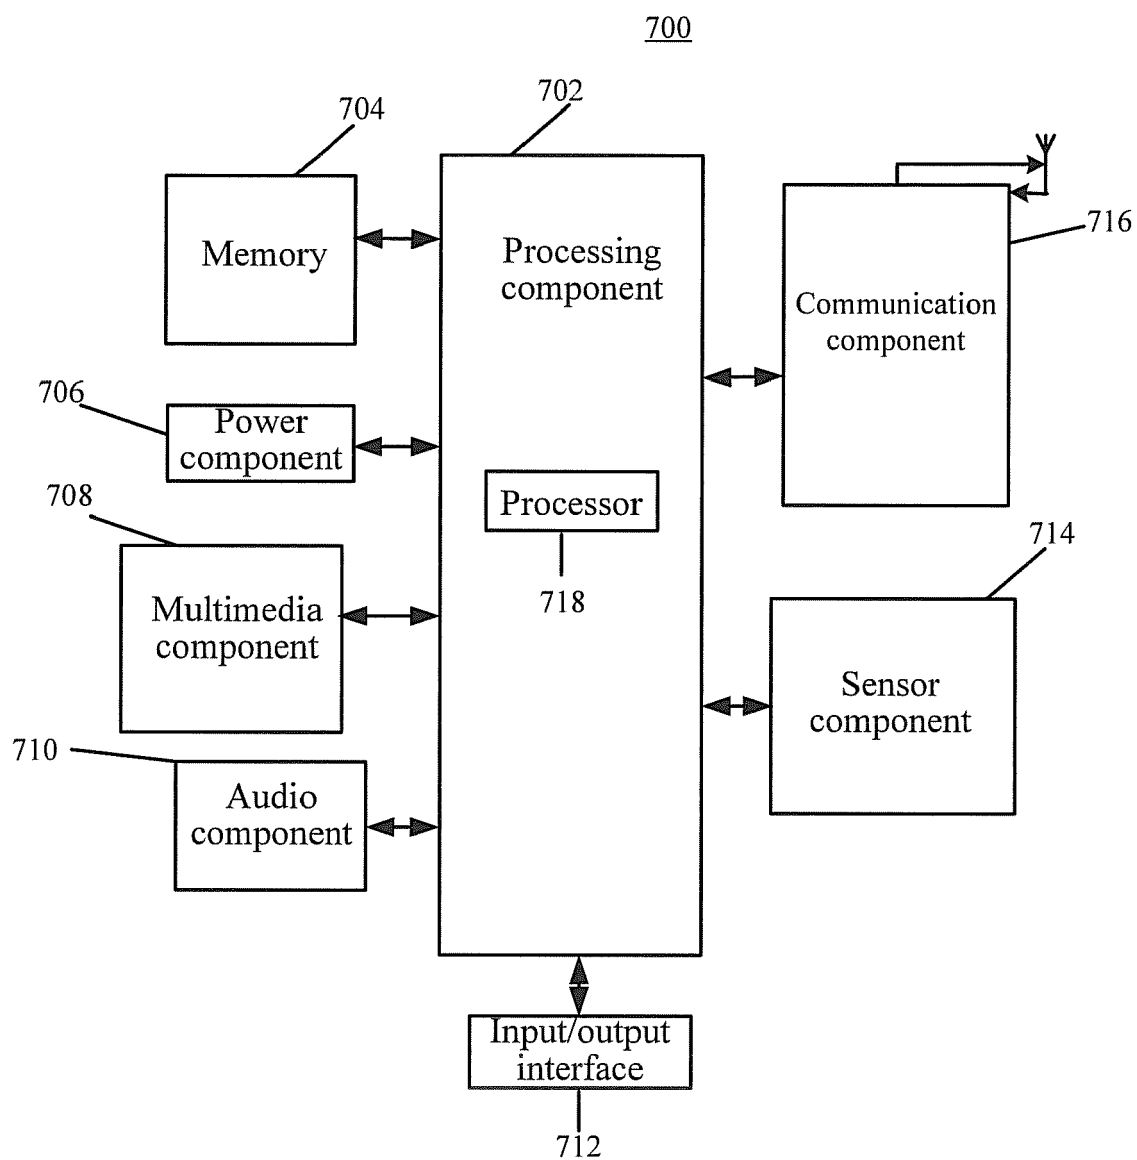 700
702
704
Memory
Processing
component
716
Communication
component
706
Power
component
708
Processor
718
Multimedia
component
714
Sensor
component
710
Audio
component
Input/output
interface
712